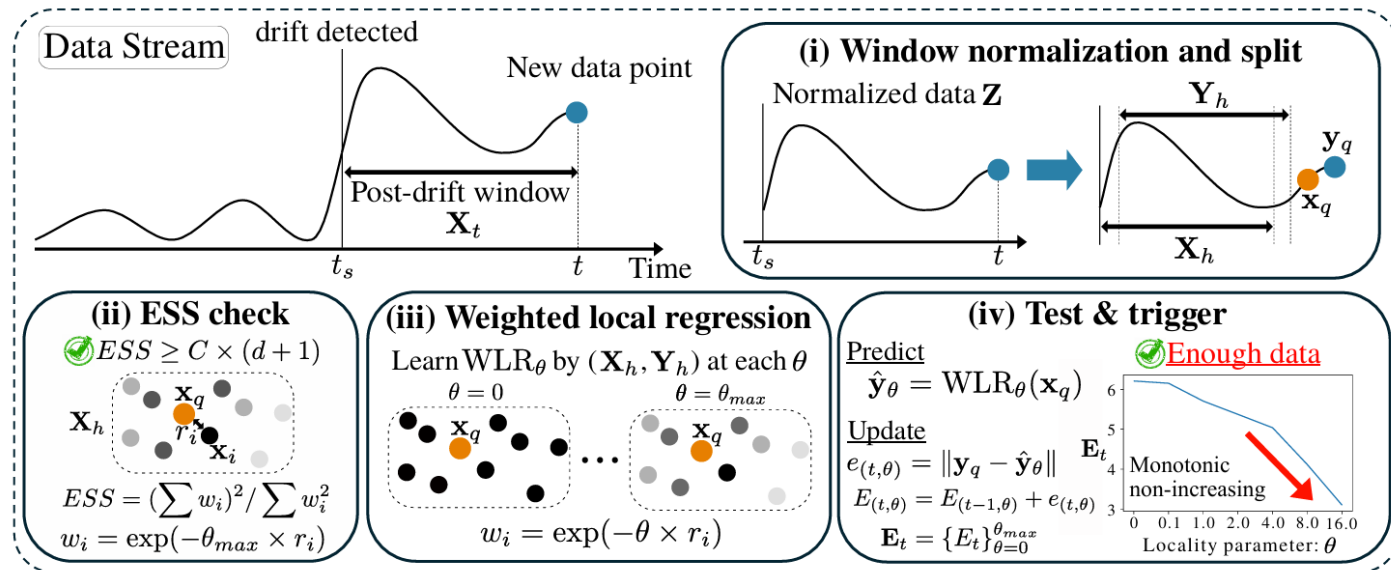 Data Stream
drift detected
New data point
Post-drift window
X_t
t_s
t
Time
(i) Window normalization and split
Normalized data Z
t_s
t
Y_h
y_q
x_q
X_h
(ii) ESS check
ESS ≥ C × (d + 1)
X_h
x_q
r_i
x_i
ESS = (∑ w_i)² / ∑ w_i²
w_i = exp(−θ_max × r_i)
(iii) Weighted local regression
Learn WLR_θ by (X_h, Y_h) at each θ
θ = 0
θ = θ_max
x_q
...
x_q
w_i = exp(−θ × r_i)
(iv) Test & trigger
Predict
ŷ_θ = WLR_θ(x_q)
Update
e_(t,θ) = ‖y_q − ŷ_θ‖
E_(t,θ) = E_(t−1,θ) + e_(t,θ)
E_t = {E_t}_{θ=0}^{θ_max}
Enough data
E_t
6
5
4
3
Monotonic
non-increasing
0 0.1 1.0 2.0 4.0 8.0 16.0
Locality parameter: θ